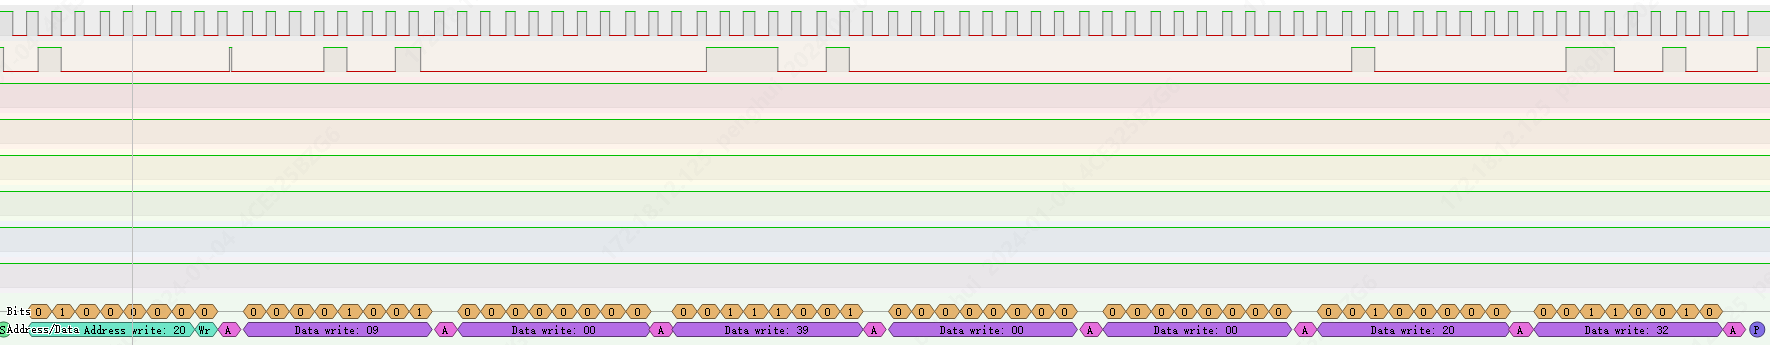 Bits 0 1 0 0 0 0 0 0 0 0 0 0 1 0 0 1 0 0 0 0 0 0 0 0 0 0 1 1 1 0 0 1 0 0 0 0 0 0 0 0 0 0 0 0 0 0 0 0 0 0 1 0 0 0 0 0 0 0 1 1 0 0 1 0
S Address/Data Address write: 20 Wr A Data write: 09 A Data write: 00 A Data write: 39 A Data write: 00 A Data write: 00 A Data write: 20 A Data write: 32 A P